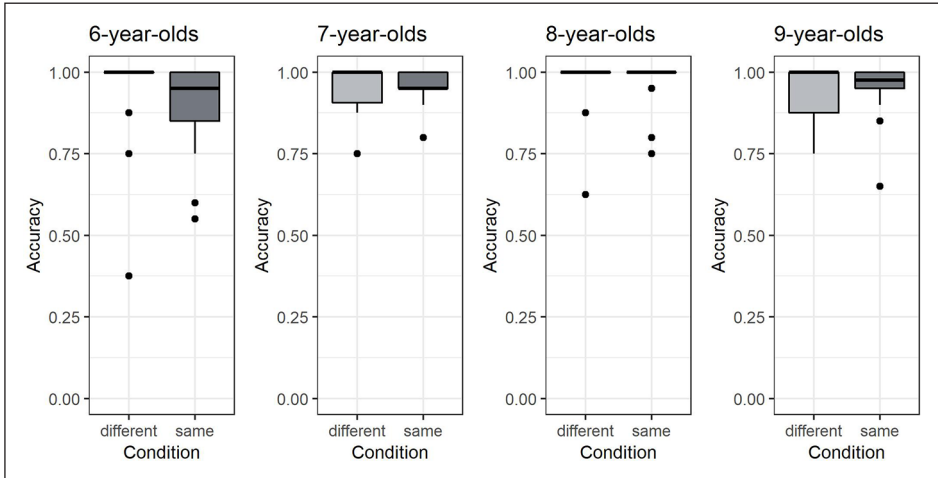 6-year-olds
1.00
0.75
0.50
0.25
0.00
Accuracy
different same
Condition
7-year-olds
1.00
0.75
0.50
0.25
0.00
Accuracy
different same
Condition
8-year-olds
1.00
0.75
0.50
0.25
0.00
Accuracy
different same
Condition
9-year-olds
1.00
0.75
0.50
0.25
0.00
Accuracy
different same
Condition